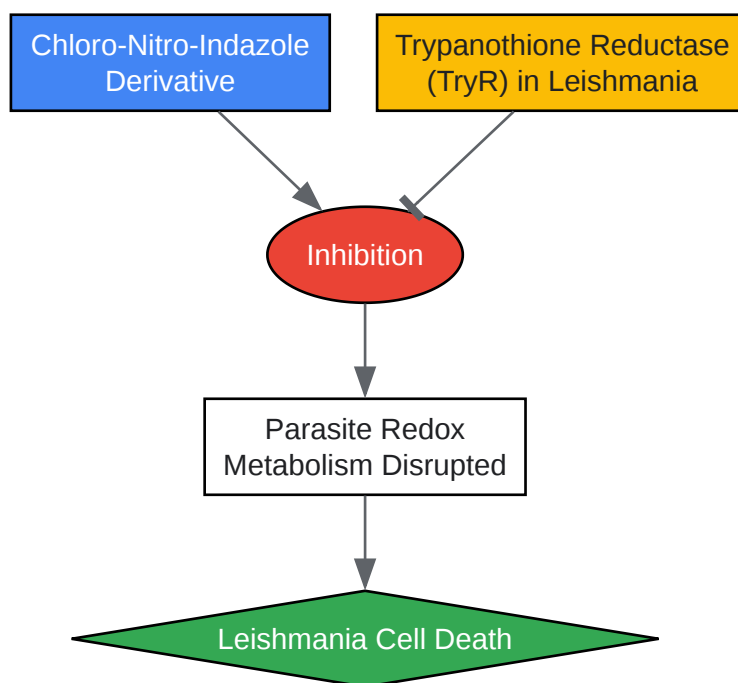 Chloro-Nitro-Indazole
Derivative
Trypanothione Reductase
(TryR) in Leishmania
Inhibition
Parasite Redox
Metabolism Disrupted
Leishmania Cell Death